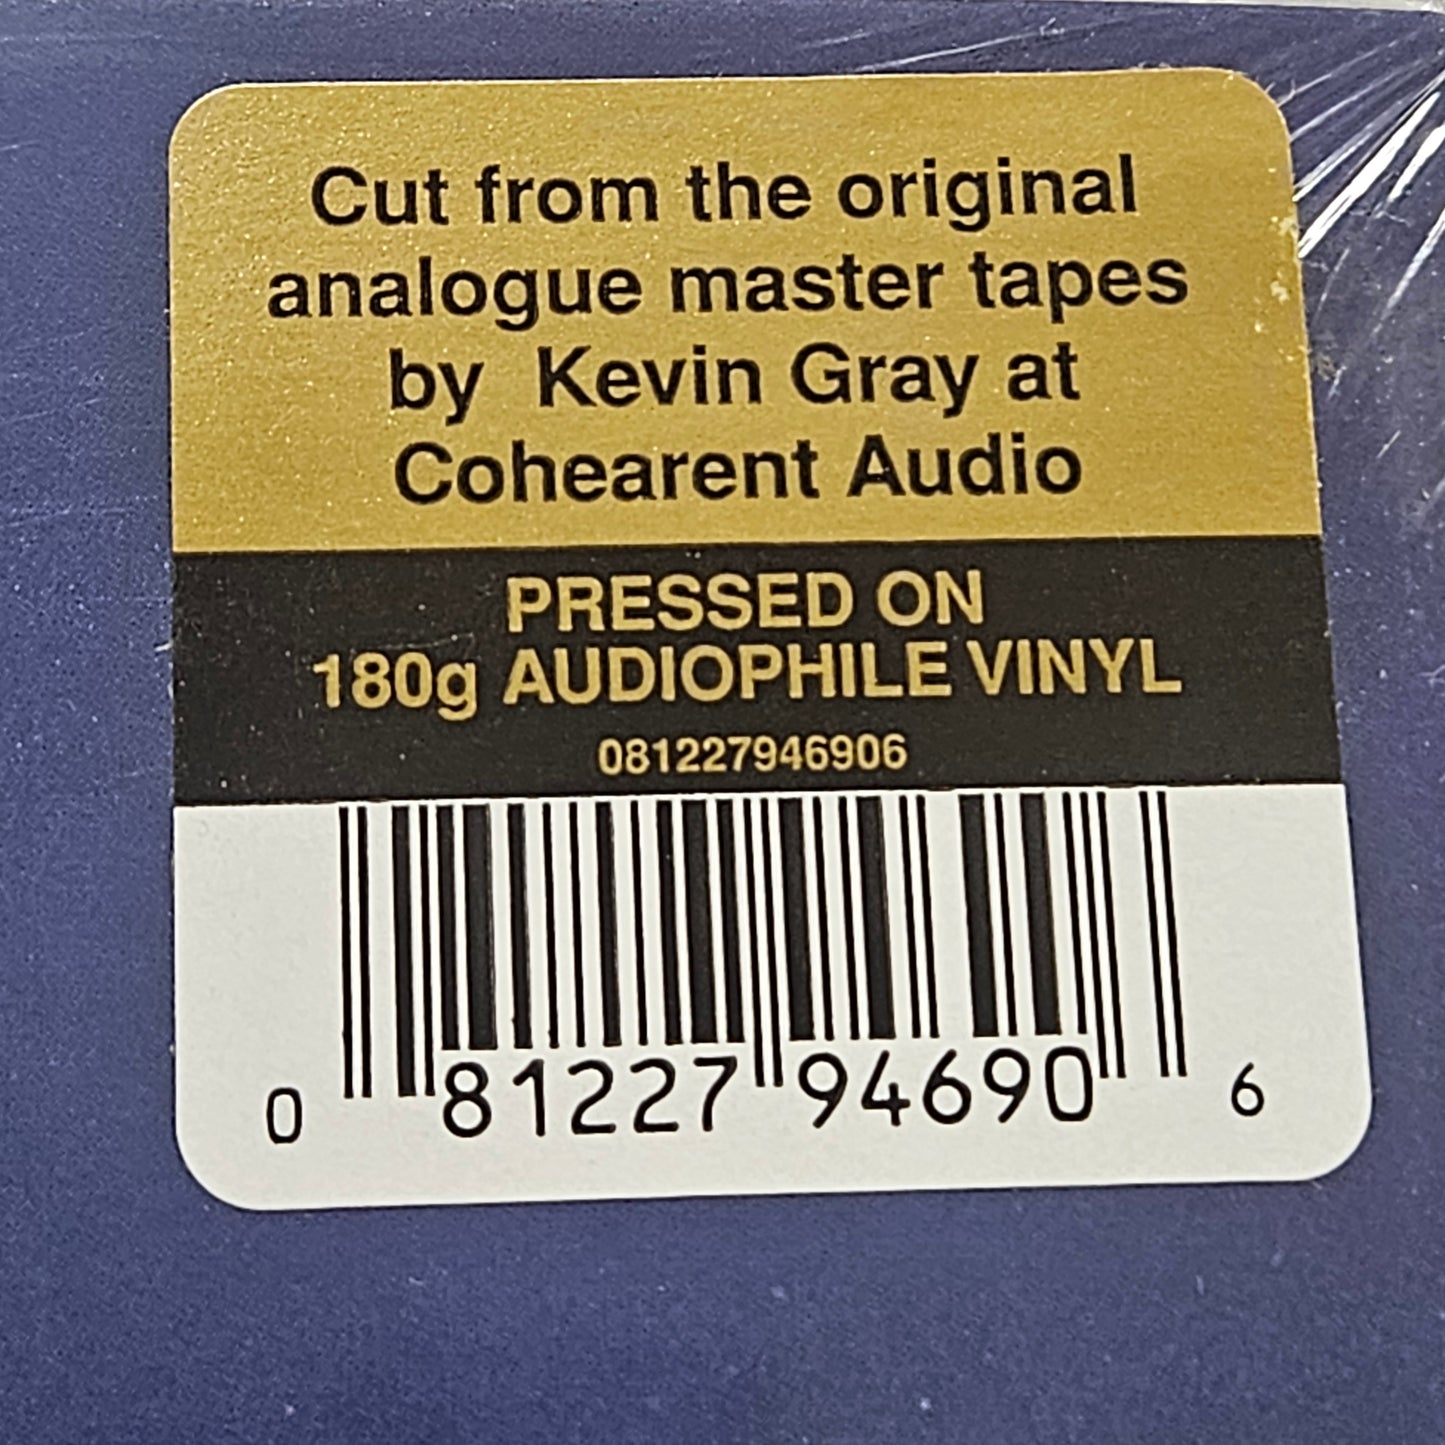 Cut from the original
analogue master tapes
by Kevin Gray at
Cohearent Audio
PRESSED ON
180g AUDIOPHILE VINYL
081227946906
0 81227 94690 6